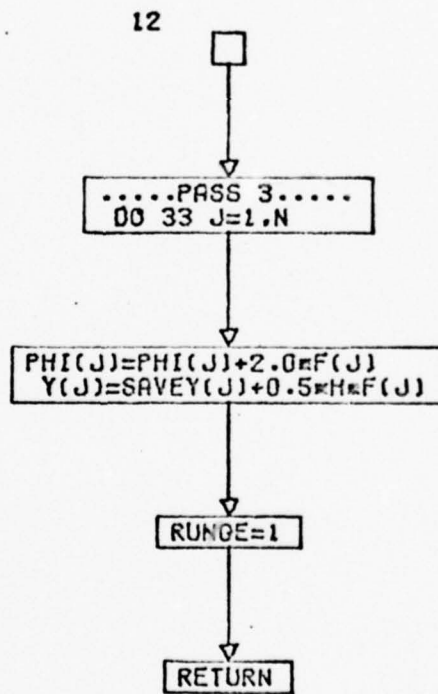 12
.....PASS 3.....
DO 33 J=1,N
PHI(J)=PHI(J)+2.0*F(J)
Y(J)=SAVEY(J)+0.5*H*F(J)
RUNGE=1
RETURN